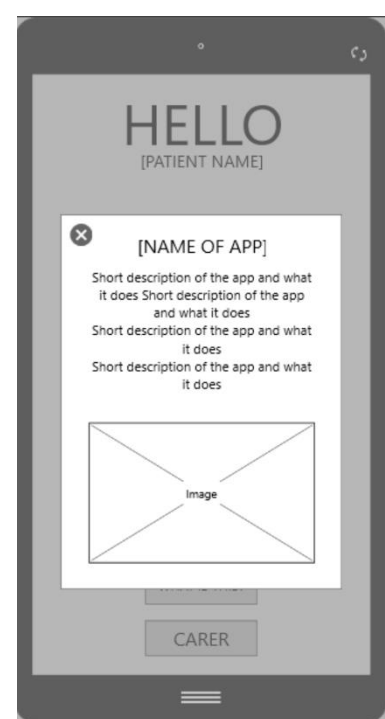 HELLO
[PATIENT NAME]
[NAME OF APP]
Short description of the app and what
it does Short description of the app
and what it does
Short description of the app and what
it does
Short description of the app and what
it does
Image
CARER